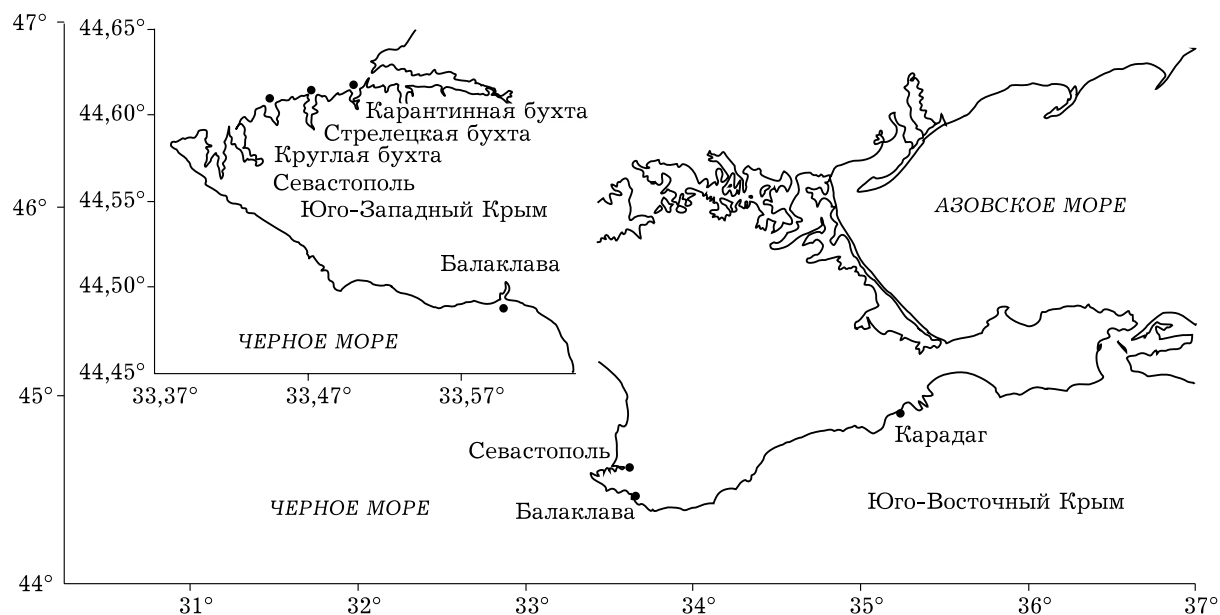 47°
44,65°
Карантинная бухта
44,60°
Стрелецкая бухта
Круглая бухта
Севастополь
44,55°
Юго-Западный Крым
46°
АЗОВСКОЕ МОРЕ
Балаклава
44,50°
ЧЕРНОЕ МОРЕ
44,45°
33,37°
33,47°
33,57°
45°
Карадаг
Севастополь
Юго-Восточный Крым
ЧЕРНОЕ МОРЕ
Балаклава
44°
31°
32°
33°
34°
35°
36°
37°